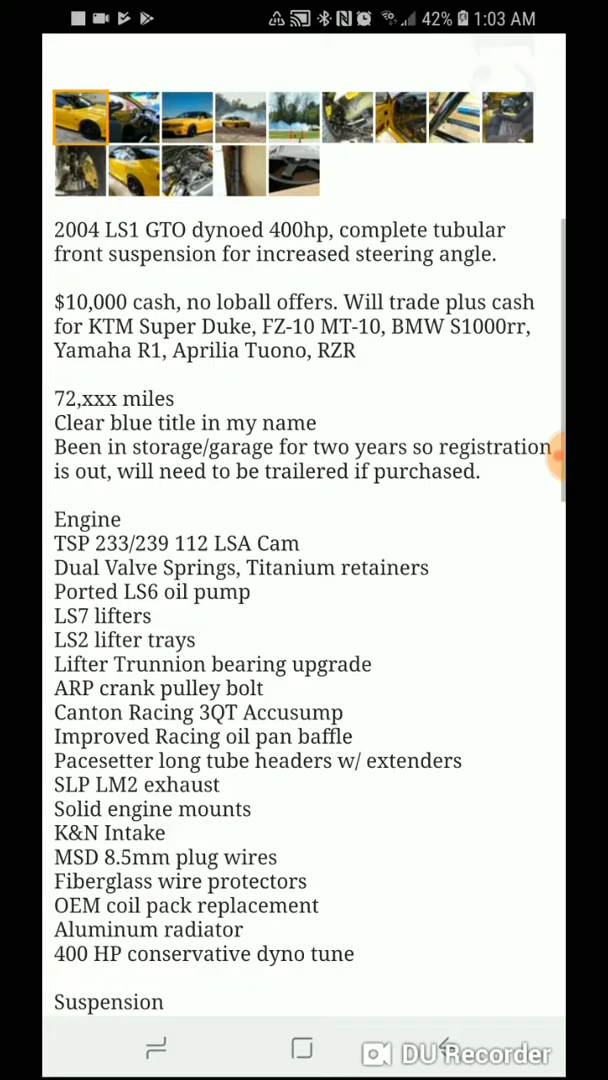 42% 1:03 AM
2004 LS1 GTO dynoed 400hp, complete tubular
front suspension for increased steering angle.
$10,000 cash, no loball offers. Will trade plus cash
for KTM Super Duke, FZ-10 MT-10, BMW S1000rr,
Yamaha R1, Aprilia Tuono, RZR
72,xxx miles
Clear blue title in my name
Been in storage/garage for two years so registration
is out, will need to be trailered if purchased.
Engine
TSP 233/239 112 LSA Cam
Dual Valve Springs, Titanium retainers
Ported LS6 oil pump
LS7 lifters
LS2 lifter trays
Lifter Trunnion bearing upgrade
ARP crank pulley bolt
Canton Racing 3QT Accusump
Improved Racing oil pan baffle
Pacesetter long tube headers w/ extenders
SLP LM2 exhaust
Solid engine mounts
K&N Intake
MSD 8.5mm plug wires
Fiberglass wire protectors
OEM coil pack replacement
Aluminum radiator
400 HP conservative dyno tune
Suspension
DU Recorder